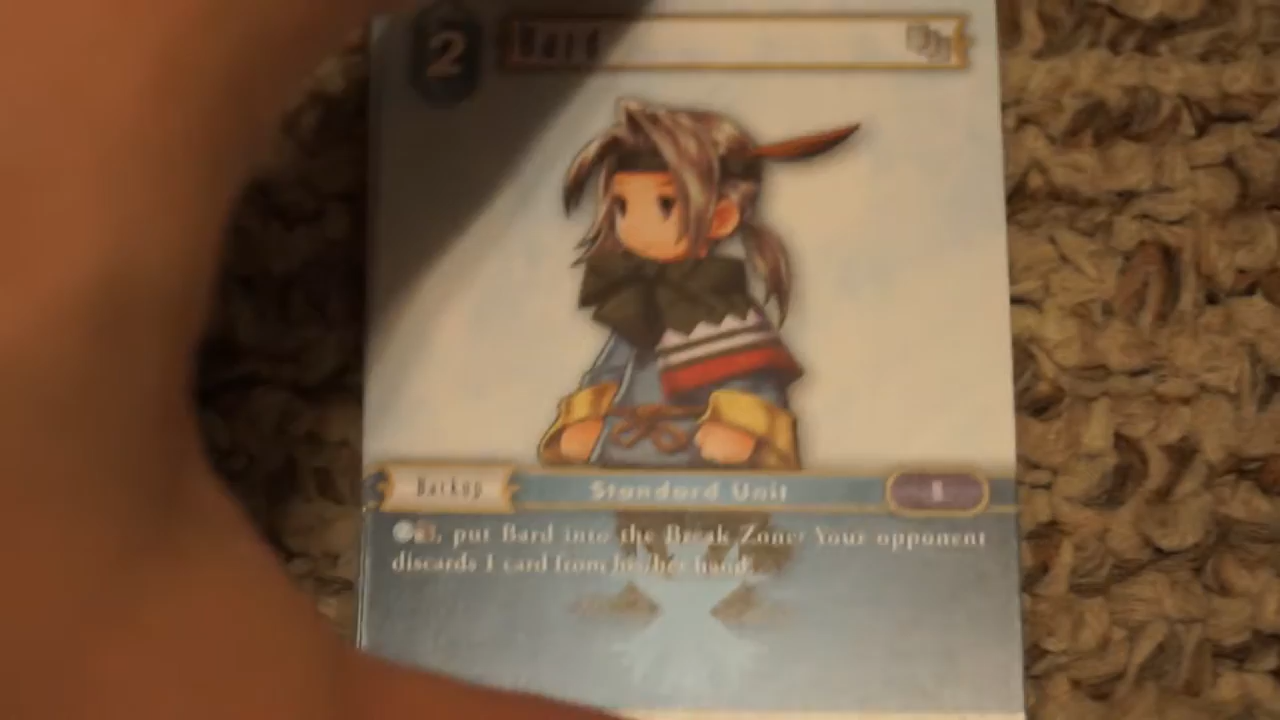 2
Backup
Standard Unit
, put Bard into the Break Zone: Your opponent
discards 1 card from his/her hand.